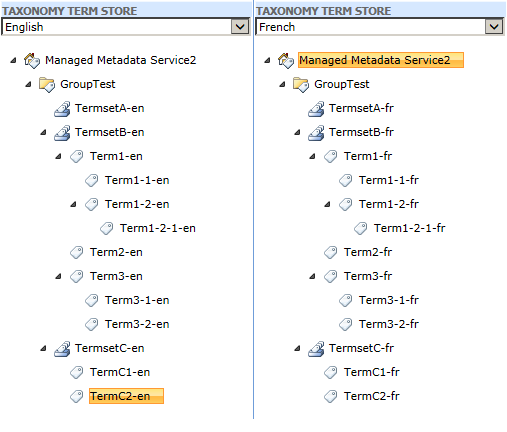 TAXONOMY TERM STORE
English
Managed Metadata Service2
GroupTest
TermsetA-en
TermsetB-en
Term1-en
Term1-1-en
Term1-2-en
Term1-2-1-en
Term2-en
Term3-en
Term3-1-en
Term3-2-en
TermsetC-en
TermC1-en
TermC2-en
TAXONOMY TERM STORE
French
Managed Metadata Service2
GroupTest
TermsetA-fr
TermsetB-fr
Term1-fr
Term1-1-fr
Term1-2-fr
Term1-2-1-fr
Term2-fr
Term3-fr
Term3-1-fr
Term3-2-fr
TermsetC-fr
TermC1-fr
TermC2-fr